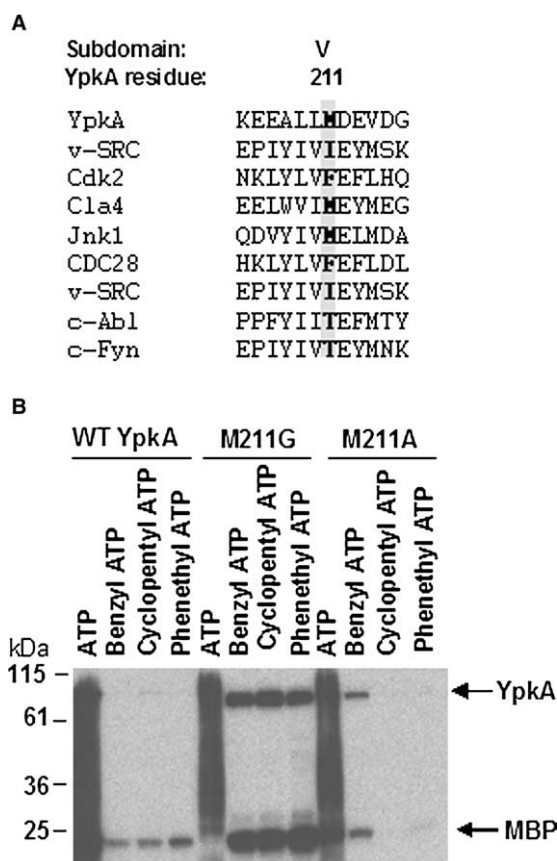 A
Subdomain: V
YpkA residue: 211
YpkA KEEALLMDEVDG
v-SRC EPIYIVIEYMSK
Cdk2 NKLYLVFEFLHQ
Cla4 EELWVIMEYMEG
Jnk1 QDVYIVMELMDA
CDC28 HKLYLVFEFLDL
v-SRC EPIYIVIEYMSK
c-Abl PPFYIITEFMTY
c-Fyn EPIYIVTEYMNK
B
WT YpkA M211G M211A
ATP Benzyl ATP Cyclopentyl ATP Phenethyl ATP ATP Benzyl ATP Cyclopentyl ATP Phenethyl ATP ATP Benzyl ATP Cyclopentyl ATP Phenethyl ATP
kDa
115
YpkA
61
36
25
MBP